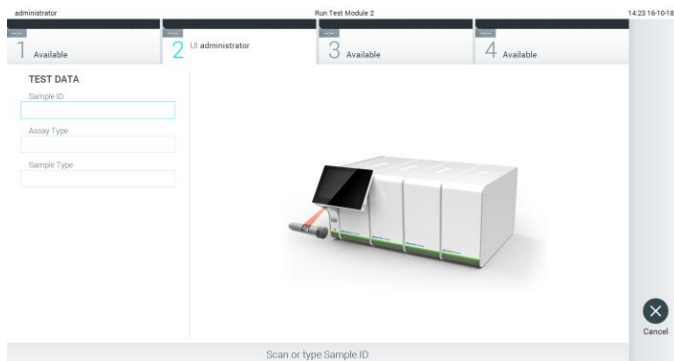 administrator
Run Test Module 2
14:23 16-10-18
1 Available
2 UI administrator
3 Available
4 Available
TEST DATA
Sample ID
Assay Type
Sample Type
Cancel
Scan or type Sample ID